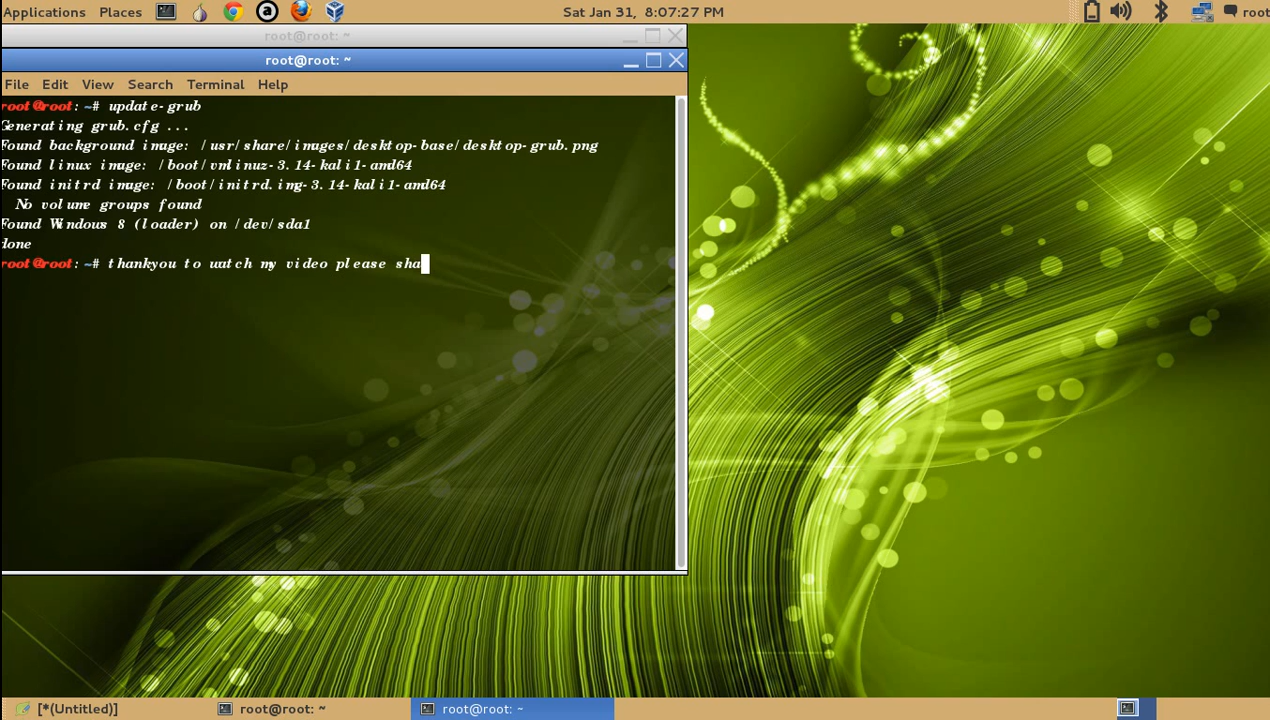 Applications Places Sat Jan 31, 8:07:27 PM root
root@root: ~
root@root: ~
File Edit View Search Terminal Help
root@root:~# update-grub
Generating grub.cfg ...
Found background image: /usr/share/images/desktop-base/desktop-grub.png
Found linux image: /boot/vmlinuz-3.14-kali1-amd64
Found initrd image: /boot/initrd.img-3.14-kali1-amd64
No volume groups found
Found Windows 8 (loader) on /dev/sda1
done
root@root:~# thankyou to watch my video please sha
[*(Untitled)] root@root: ~ root@root: ~